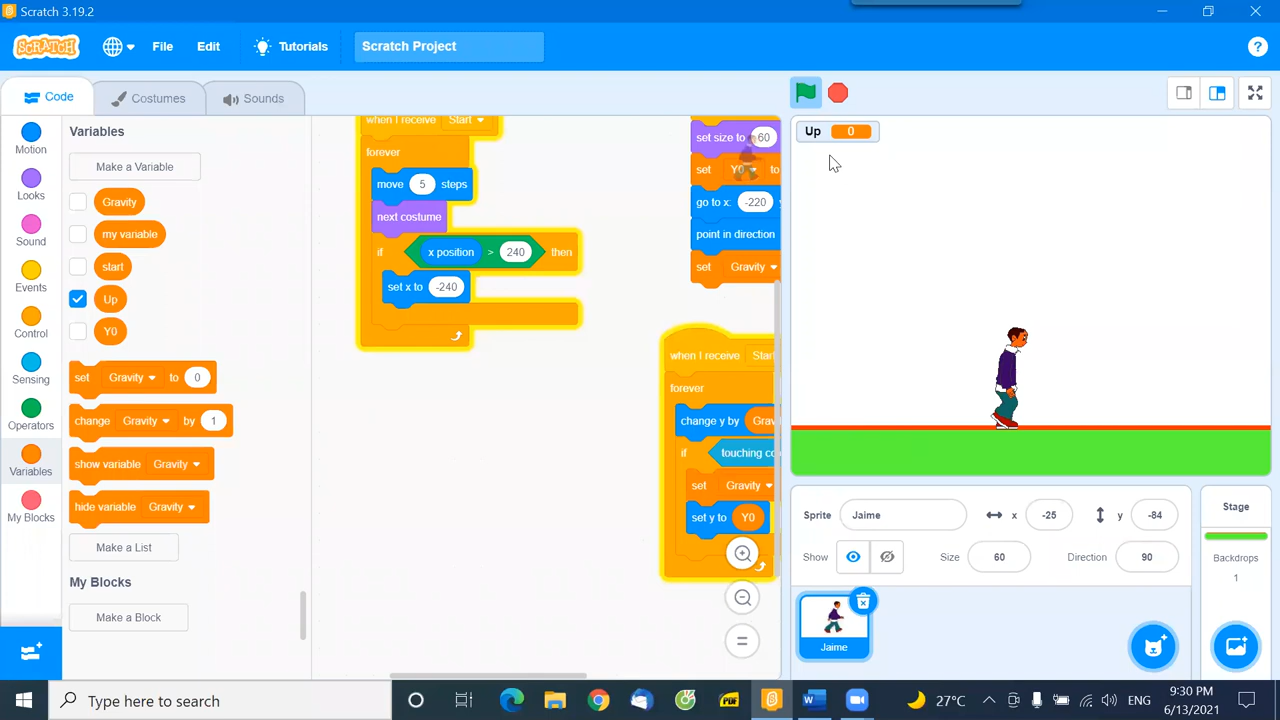 Scratch 3.19.2
SCRATCH
File
Edit
Tutorials
Scratch Project
?
Code
Costumes
Sounds
Motion
Looks
Sound
Events
Control
Sensing
Operators
Variables
My Blocks
Variables
Make a Variable
Gravity
my variable
start
Up
Y0
set Gravity to 0
change Gravity by 1
show variable Gravity
hide variable Gravity
Make a List
My Blocks
Make a Block
when I receive Start
forever
move 5 steps
next costume
if x position > 240 then
set x to -240
set size to 60
set Y0 to
go to x: -220
point in direction
set Gravity
when I receive
forever
change y by
if touching
set Gravity
set y to Y0
Up 0
Sprite Jaime x -25 y -84
Show Size 60 Direction 90
Jaime
Stage
Backdrops
1
Type here to search
PDF
27°C
ENG
9:30 PM
6/13/2021